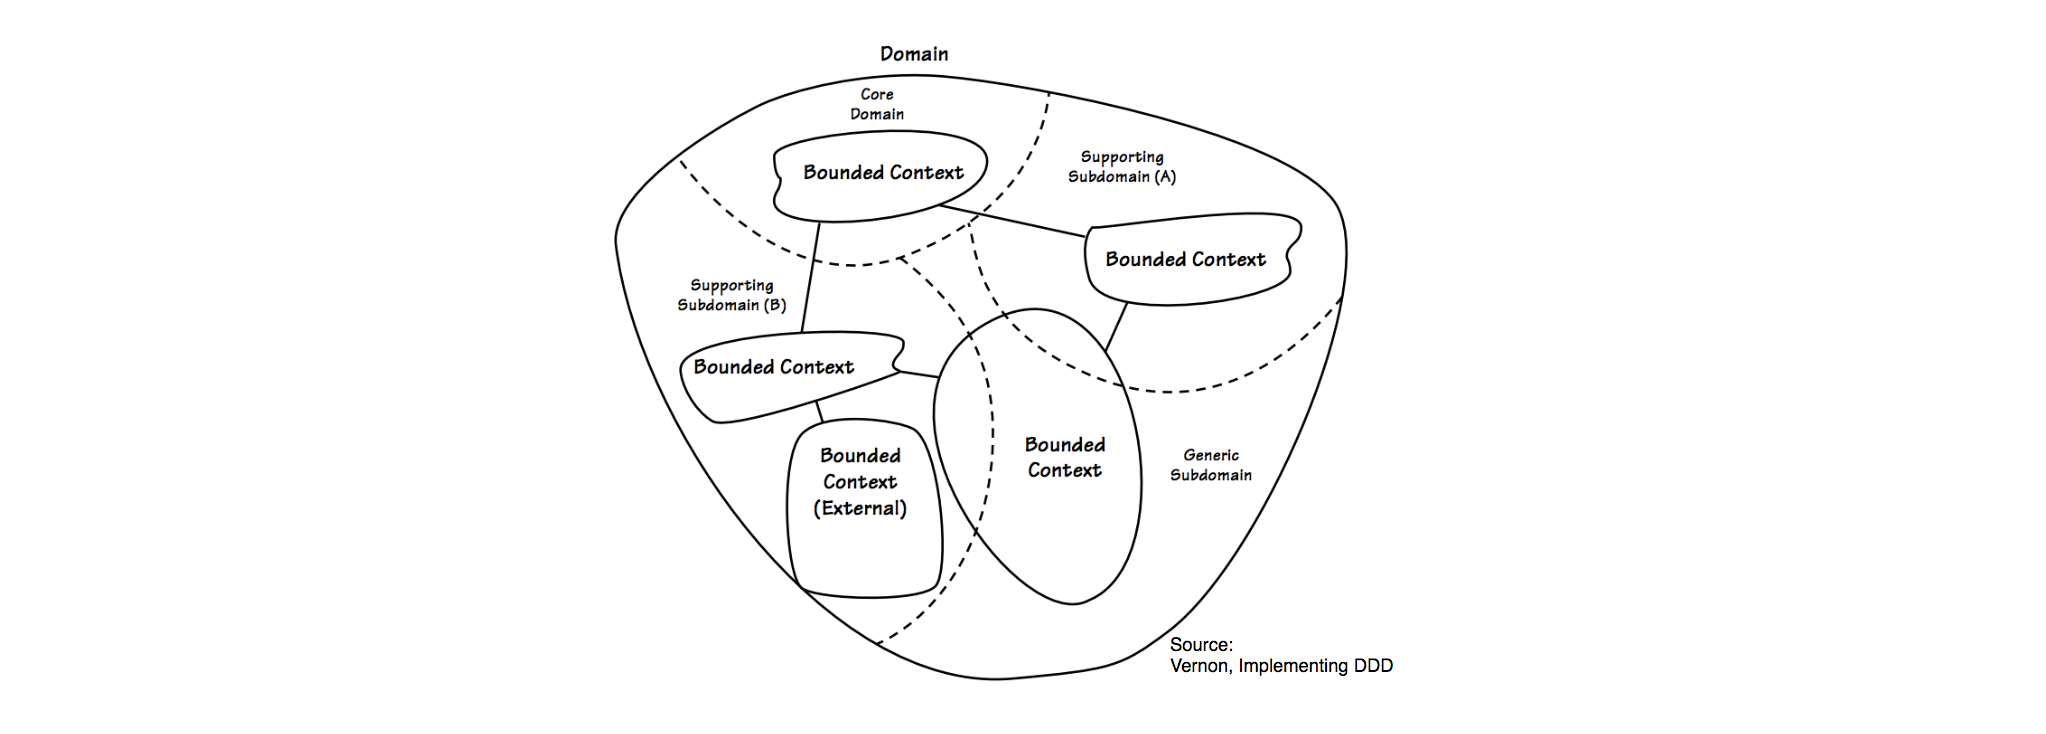 Domain
Core
Domain
Bounded Context
Supporting
Subdomain (A)
Bounded Context
Supporting
Subdomain (B)
Bounded Context
Bounded
Context
(External)
Bounded
Context
Generic
Subdomain
Source:
Vernon, Implementing DDD